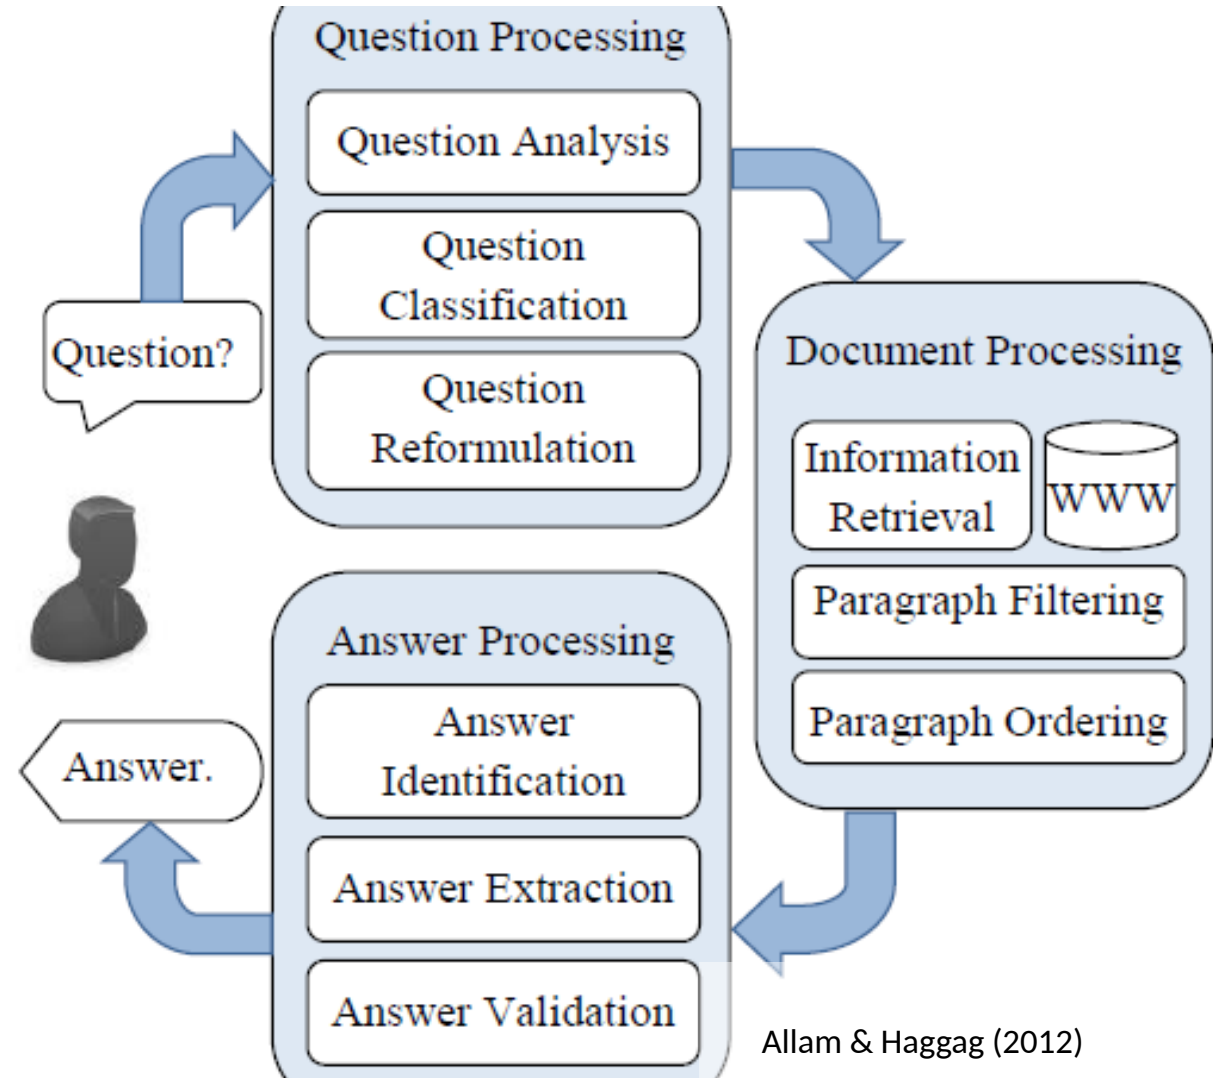 Question Processing
Question Analysis
Question
Classification
Question
Reformulation
Question?
Document Processing
Information
Retrieval
WWW
Paragraph Filtering
Paragraph Ordering
Answer Processing
Answer
Identification
Answer Extraction
Answer Validation
Answer.
Allam & Haggag (2012)